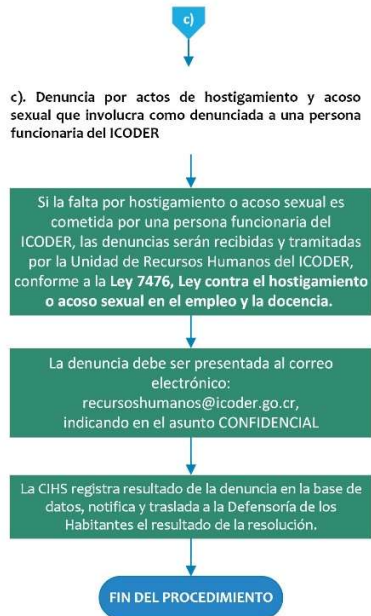 c)
c). Denuncia por actos de hostigamiento y acoso
sexual que involucra como denunciada a una persona
funcionaria del ICODER
Si la falta por hostigamiento o acoso sexual es
cometida por una persona funcionaria del
ICODER, las denuncias serán recibidas y tramitadas
por la Unidad de Recursos Humanos del ICODER,
conforme a la Ley 7476, Ley contra el hostigamiento
o acoso sexual en el empleo y la docencia.
La denuncia debe ser presentada al correo
electrónico:
recursoshumanos@icoder.go.cr,
indicando en el asunto CONFIDENCIAL
La CIHS registra resultado de la denuncia en la base de
datos, notifica y traslada a la Defensoría de los
Habitantes el resultado de la resolución.
FIN DEL PROCEDIMIENTO